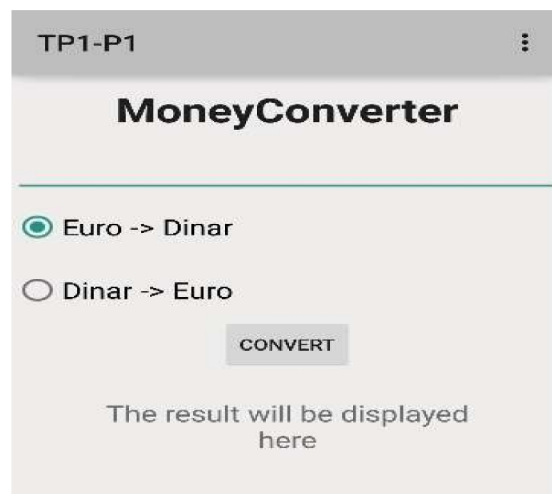 TP1-P1
MoneyConverter
Euro -> Dinar
Dinar -> Euro
CONVERT
The result will be displayed
here